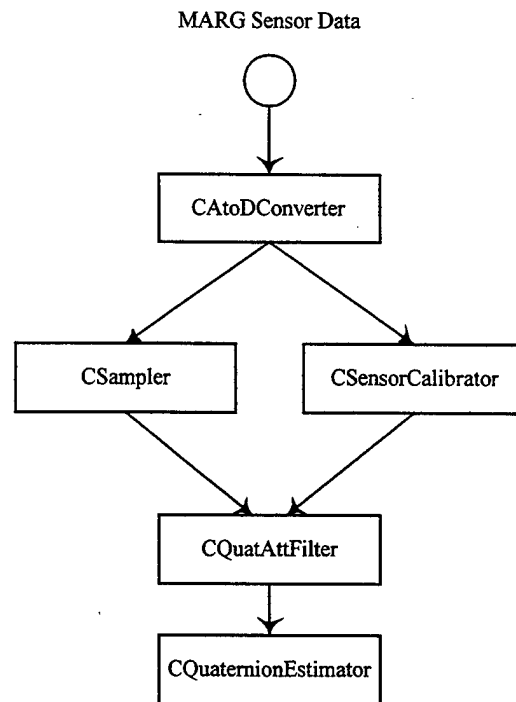 MARG Sensor Data
CAtoDConverter
CSampler
CSensorCalibrator
CQuatAttFilter
CQuaternionEstimator